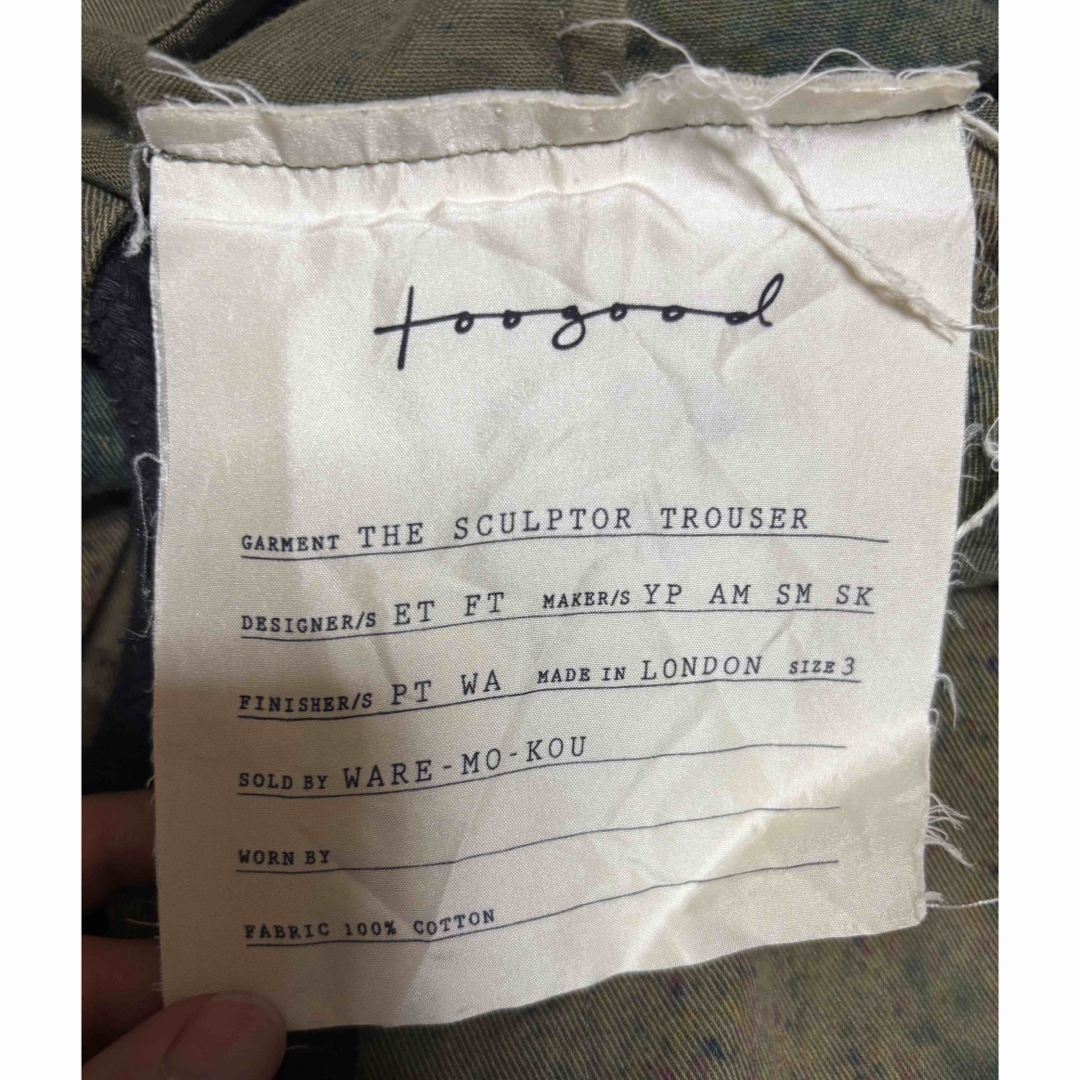 toogood
GARMENT THE SCULPTOR TROUSER
DESIGNER/S ET FT MAKER/S YP AM SM SK
FINISHER/S PT WA MADE IN LONDON SIZE 3
SOLD BY WARE-MO-KOU
WORN BY
FABRIC 100% COTTON